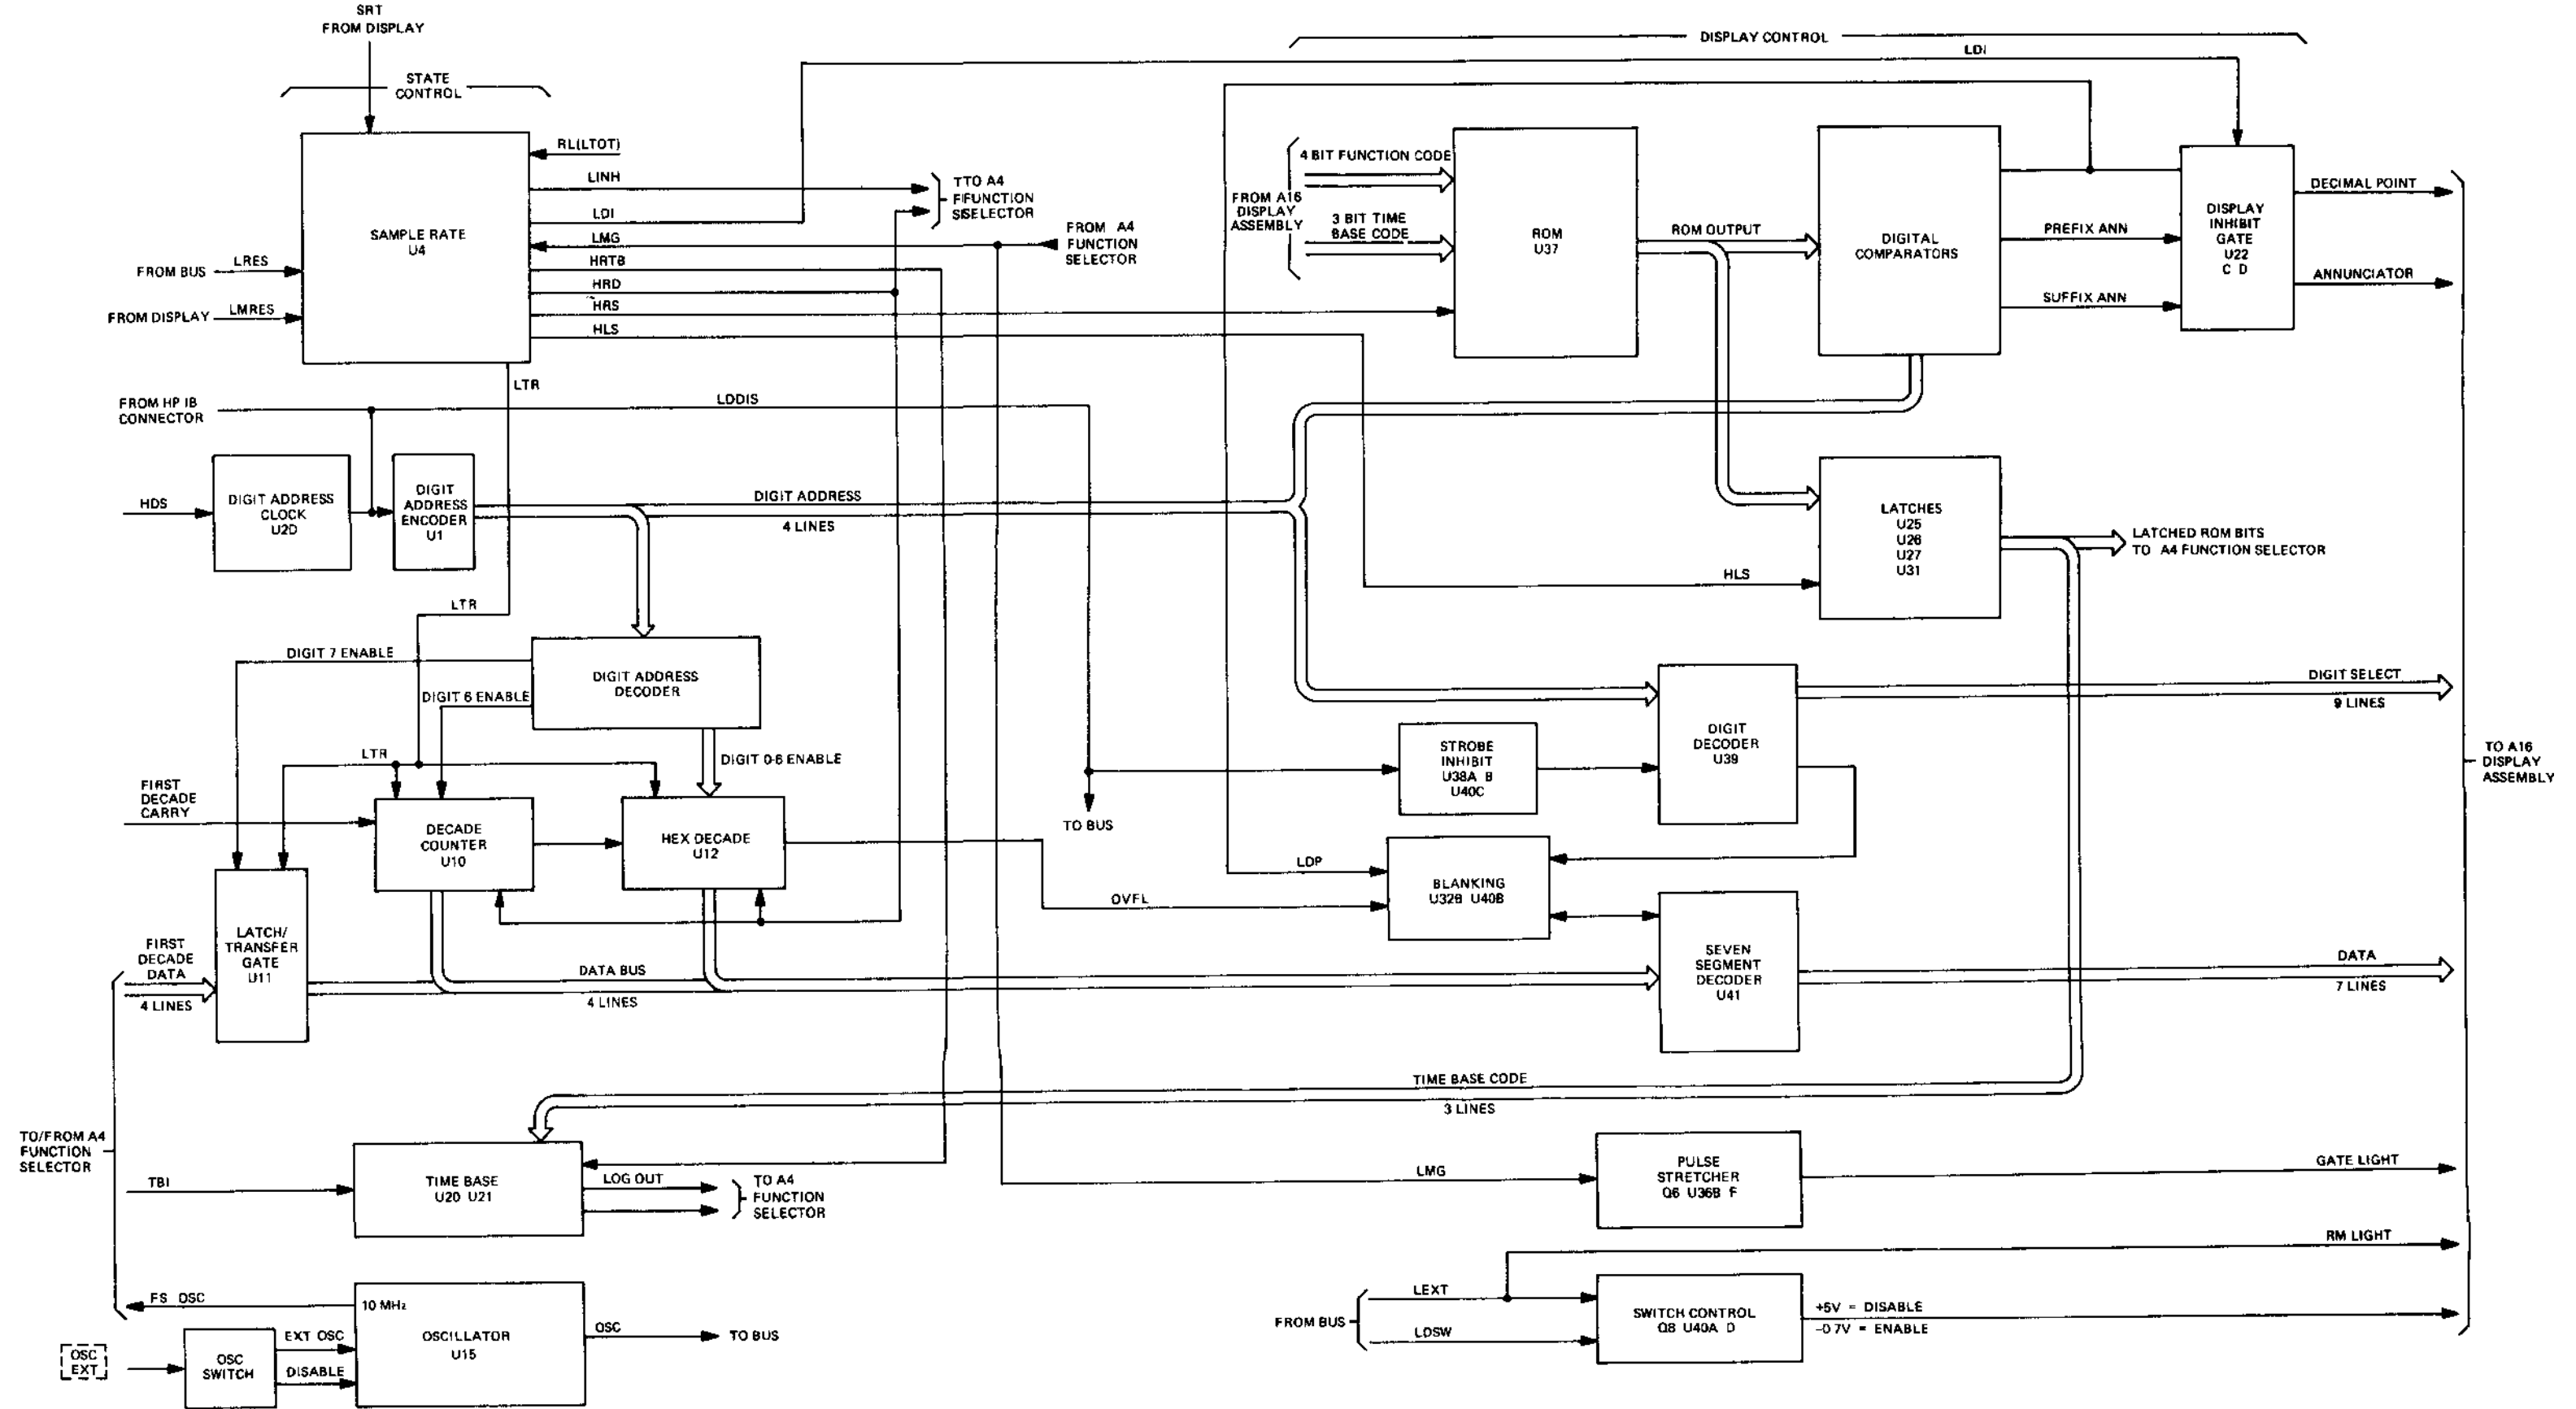 SRT
FROM DISPLAY
STATE
CONTROL
DISPLAY CONTROL
LDI
SAMPLE RATE
U4
RL(LTOT)
LINH
LDI
LMG
HRTB
HRD
HRS
HLS
TTO A4
FIFUNCTION
SISELECTOR
FROM A4
FUNCTION
SELECTOR
FROM BUS
LRES
FROM DISPLAY
LMRES
LTR
4 BIT FUNCTION CODE
FROM A16
DISPLAY
ASSEMBLY
3 BIT TIME
BASE CODE
ROM
U37
ROM OUTPUT
DIGITAL
COMPARATORS
PREFIX ANN
SUFFIX ANN
DISPLAY
INHIBIT
GATE
U22
C D
DECIMAL POINT
ANNUNCIATOR
FROM HP IB
CONNECTOR
LDDIS
HDS
DIGIT ADDRESS
CLOCK
U2D
DIGIT
ADDRESS
ENCODER
U1
DIGIT ADDRESS
4 LINES
LATCHES
U25
U26
U27
U31
HLS
LATCHED ROM BITS
TO A4 FUNCTION SELECTOR
LTR
DIGIT 7 ENABLE
DIGIT 6 ENABLE
DIGIT ADDRESS
DECODER
DIGIT 0-6 ENABLE
LTR
FIRST
DECADE
CARRY
DECADE
COUNTER
U10
HEX DECADE
U12
TO BUS
STROBE
INHIBIT
U38A B
U40C
DIGIT
DECODER
U39
DIGIT SELECT
9 LINES
TO A16
DISPLAY
ASSEMBLY
LDP
OVFL
BLANKING
U32B U40B
FIRST
DECADE
DATA
4 LINES
LATCH/
TRANSFER
GATE
U11
DATA BUS
4 LINES
SEVEN
SEGMENT
DECODER
U41
DATA
7 LINES
TIME BASE CODE
3 LINES
TO/FROM A4
FUNCTION
SELECTOR
TBI
TIME BASE
U20 U21
LOG OUT
TO A4
FUNCTION
SELECTOR
LMG
PULSE
STRETCHER
Q6 U36B F
GATE LIGHT
RM LIGHT
FS OSC
10 MHz
OSCILLATOR
U15
OSC
TO BUS
OSC
EXT
OSC
SWITCH
EXT OSC
DISABLE
FROM BUS
LEXT
LDSW
SWITCH CONTROL
Q8 U40A D
+5V = DISABLE
-0 7V = ENABLE